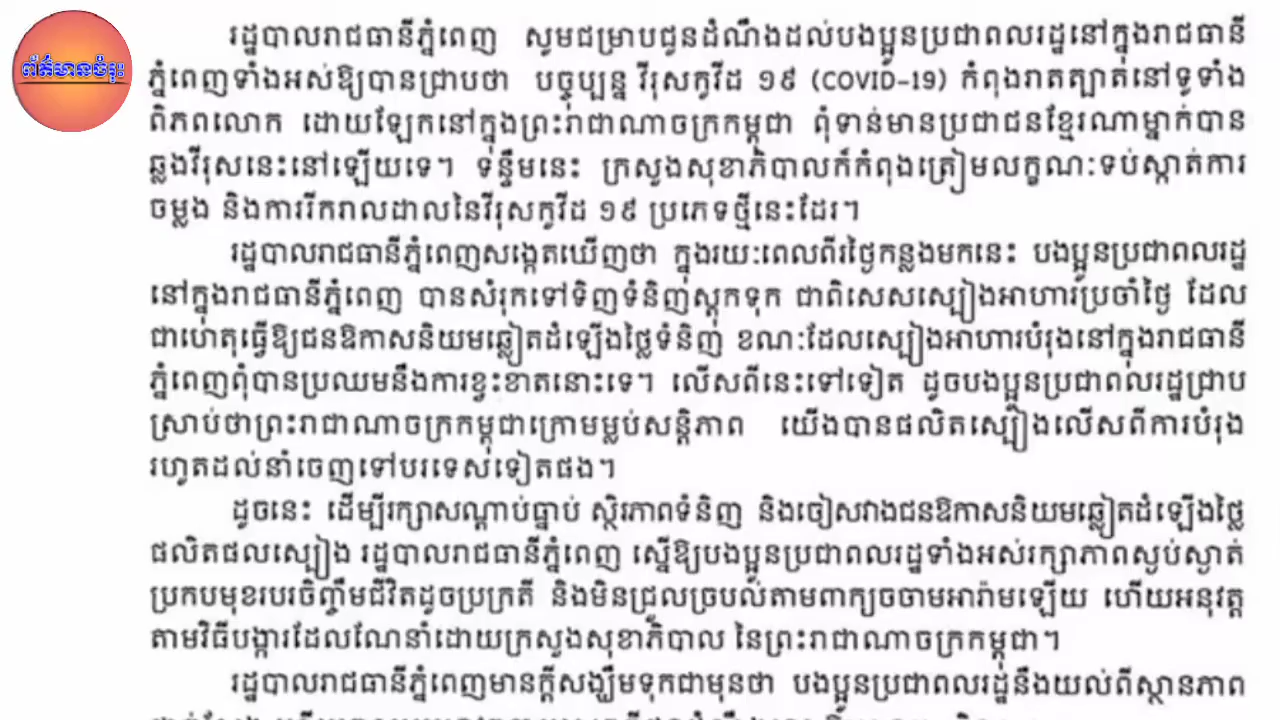 ព័ត៌មានចំរុះ
រដ្ឋបាលរាជធានីភ្នំពេញ សូមជម្រាបជូនដំណឹងដល់បងប្អូនប្រជាពលរដ្ឋនៅក្នុងរាជធានី
ភ្នំពេញទាំងអស់ឱ្យបានជ្រាបថា បច្ចុប្បន្ន វីរុសកូវីដ ១៩ (COVID-19) កំពុងរាតត្បាតនៅទូទាំង
ពិភពលោក ដោយឡែកនៅក្នុងព្រះរាជាណាចក្រកម្ពុជា ពុំទាន់មានប្រជាជនខ្មែរណាម្នាក់បាន
ឆ្លងវីរុសនេះនៅឡើយទេ។ ទន្ទឹមនេះ ក្រសួងសុខាភិបាលក៏កំពុងត្រៀមលក្ខណៈទប់ស្កាត់ការ
ចម្លង និងការរីករាលដាលនៃវីរុសកូវីដ ១៩ ប្រភេទថ្មីនេះដែរ។
រដ្ឋបាលរាជធានីភ្នំពេញសង្កេតឃើញថា ក្នុងរយៈពេលពីរថ្ងៃកន្លងមកនេះ បងប្អូនប្រជាពលរដ្ឋ
នៅក្នុងរាជធានីភ្នំពេញ បានសំរុកទៅទិញទំនិញស្តុកទុក ជាពិសេសស្បៀងអាហារប្រចាំថ្ងៃ ដែល
ជាហេតុធ្វើឱ្យជនឱកាសនិយមឆ្លៀតដំឡើងថ្លៃទំនិញ ខណៈដែលស្បៀងអាហារបំរុងនៅក្នុងរាជធានី
ភ្នំពេញពុំបានប្រឈមនឹងការខ្វះខាតនោះទេ។ លើសពីនេះទៅទៀត ដូចបងប្អូនប្រជាពលរដ្ឋជ្រាប
ស្រាប់ថាព្រះរាជាណាចក្រកម្ពុជាក្រោមម្លប់សន្តិភាព យើងបានផលិតស្បៀងលើសពីការបំរុង
រហូតដល់នាំចេញទៅបរទេសទៀតផង។
ដូចនេះ ដើម្បីរក្សាសណ្តាប់ធ្នាប់ ស្ថិរភាពទំនិញ និងចៀសវាងជនឱកាសនិយមឆ្លៀតដំឡើងថ្លៃ
ផលិតផលស្បៀង រដ្ឋបាលរាជធានីភ្នំពេញ ស្នើឱ្យបងប្អូនប្រជាពលរដ្ឋទាំងអស់រក្សាភាពស្ងប់ស្ងាត់
ប្រកបមុខរបរចិញ្ចឹមជីវិតដូចប្រក្រតី និងមិនជ្រួលច្របល់តាមពាក្យចចាមអារ៉ាមឡើយ ហើយអនុវត្ត
តាមវិធីបង្ការដែលណែនាំដោយក្រសួងសុខាភិបាល នៃព្រះរាជាណាចក្រកម្ពុជា។
រដ្ឋបាលរាជធានីភ្នំពេញមានក្តីសង្ឃឹមទុកជាមុនថា បងប្អូនប្រជាពលរដ្ឋនឹងយល់ពីស្ថានភាព